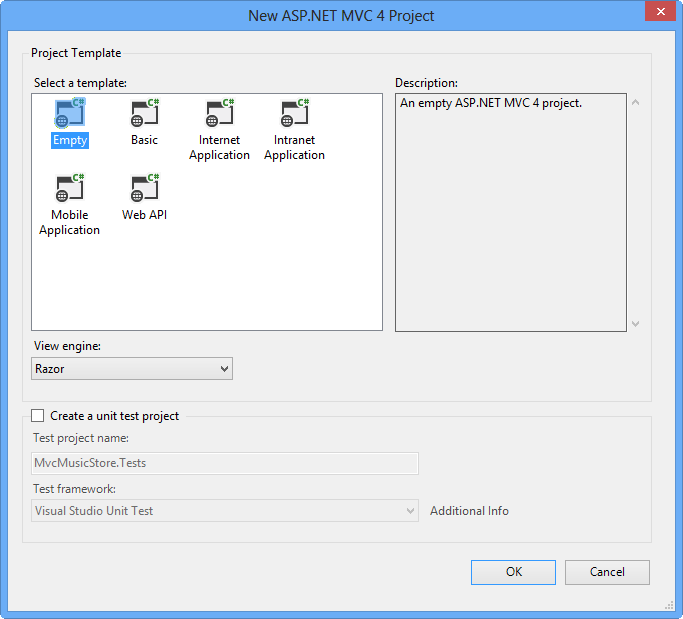 New ASP.NET MVC 4 Project
Project Template
Select a template:
Description:
C# C# C# C#
An empty ASP.NET MVC 4 project.
Empty
Basic
Internet
Application
Intranet
Application
C# C#
Mobile
Application
Web API
View engine:
Razor
Create a unit test project
Test project name:
MvcMusicStore.Tests
Test framework:
Visual Studio Unit Test
Additional Info
OK
Cancel